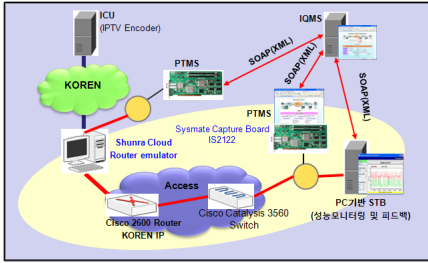 ICU
(IPTV Encoder)
IQMS
KOREN
PTMS
SOAP(XML)
SOAP(XML)
SOAP(XML)
PTMS
Sysmate Capture Board
IS2122
Shunra Cloud
Router emulator
Access
Cisco 2600 Router
KOREN IP
Cisco Catalysis 3560
Switch
PC기반 STB
(성능모니터링 및 피드백)